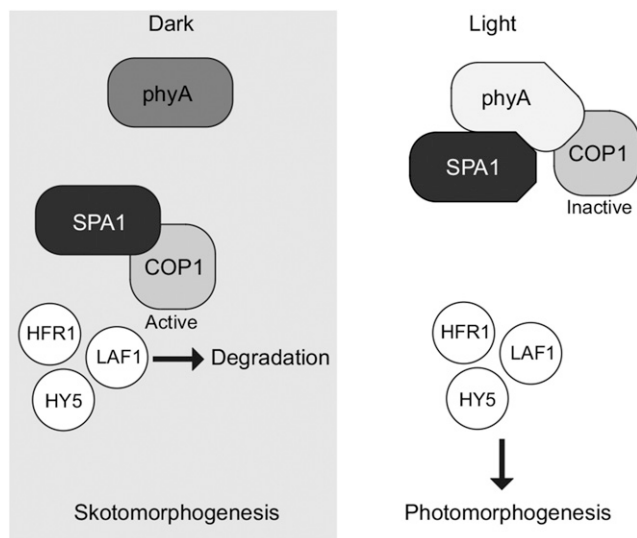 Dark
phyA
SPA1
COP1
Active
HFR1
LAF1
Degradation
HY5
Skotomorphogenesis
Light
phyA
SPA1
COP1
Inactive
HFR1
LAF1
HY5
Photomorphogenesis